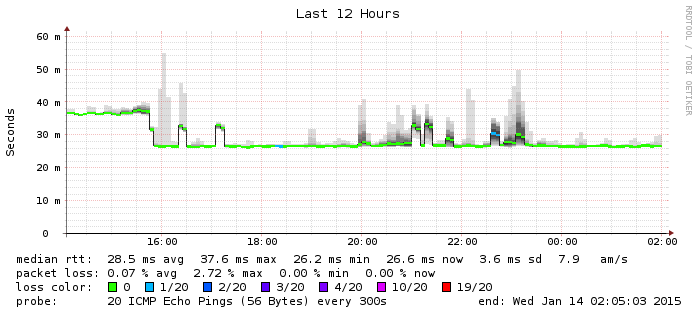 Last 12 Hours
RRDTOOL / TOBI OETIKER
Seconds
60 m
50 m
40 m
30 m
20 m
10 m
0
16:00 18:00 20:00 22:00 00:00 02:00
median rtt: 28.5 ms avg 37.6 ms max 26.2 ms min 26.6 ms now 3.6 ms sd 7.9 am/s
packet loss: 0.07 % avg 2.72 % max 0.00 % min 0.00 % now
loss color: 0 1/20 2/20 3/20 4/20 10/20 19/20
probe: 20 ICMP Echo Pings (56 Bytes) every 300s end: Wed Jan 14 02:05:03 2015